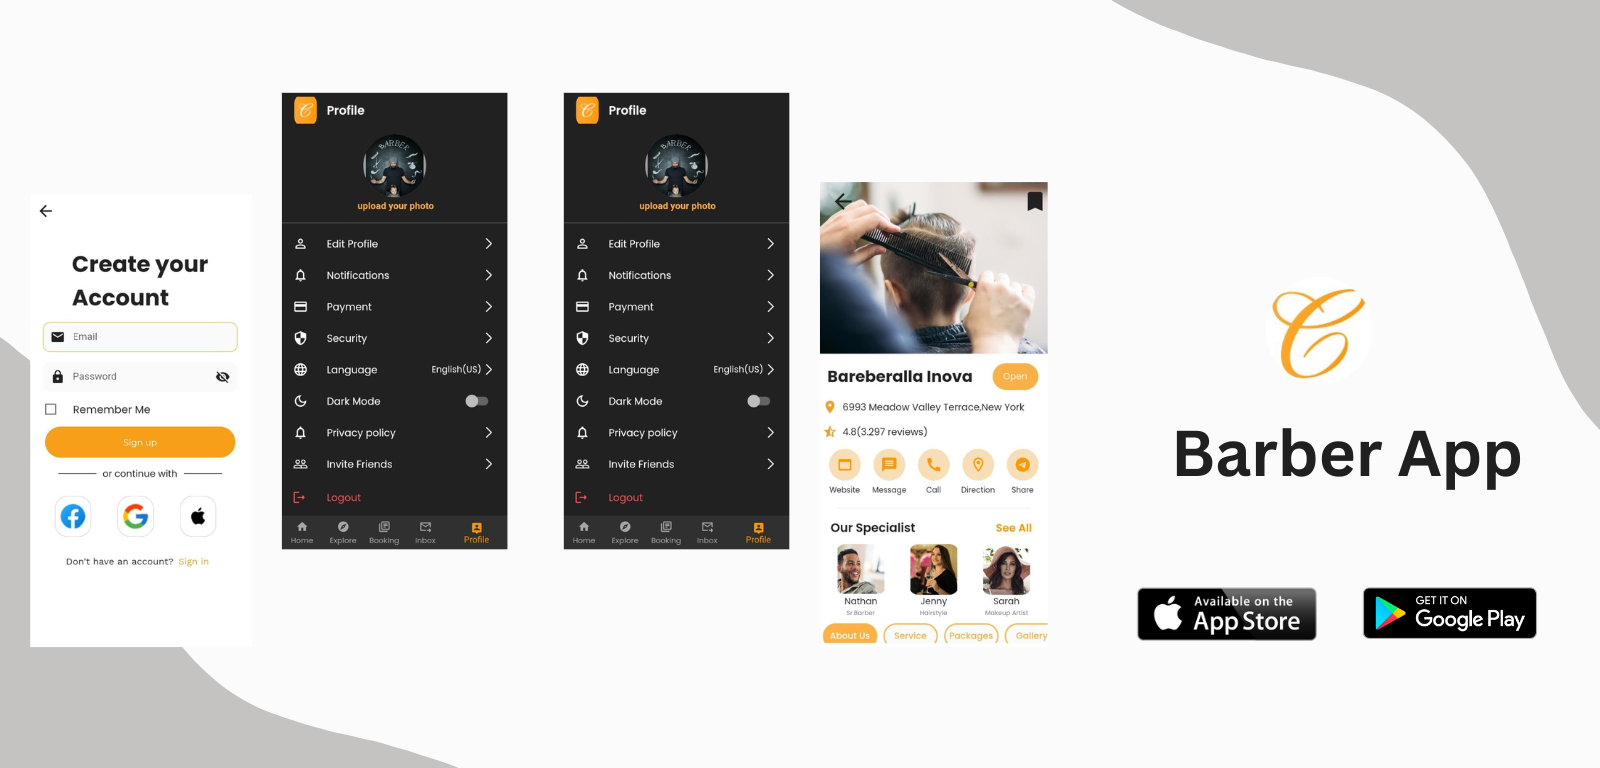 Create your
Account
Email
Password
Remember Me
Sign up
or continue with
Don't have an account? Sign in
Profile
BARBER
upload your photo
Edit Profile
Notifications
Payment
Security
Language English(US)
Dark Mode
Privacy policy
Invite Friends
Logout
Home Explore Booking Inbox Profile
Profile
BARBER
upload your photo
Edit Profile
Notifications
Payment
Security
Language English(US)
Dark Mode
Privacy policy
Invite Friends
Logout
Home Explore Booking Inbox Profile
Bareberalla Inova Open
6993 Meadow Valley Terrace,New York
4.8(3.297 reviews)
Website Message Call Direction Share
Our Specialist See All
Nathan Jenny Sarah
Sr.Barber Hairstyle Makeup Artist
About Us Service Packages Gallery
C
Barber App
Available on the
App Store
GET IT ON
Google Play